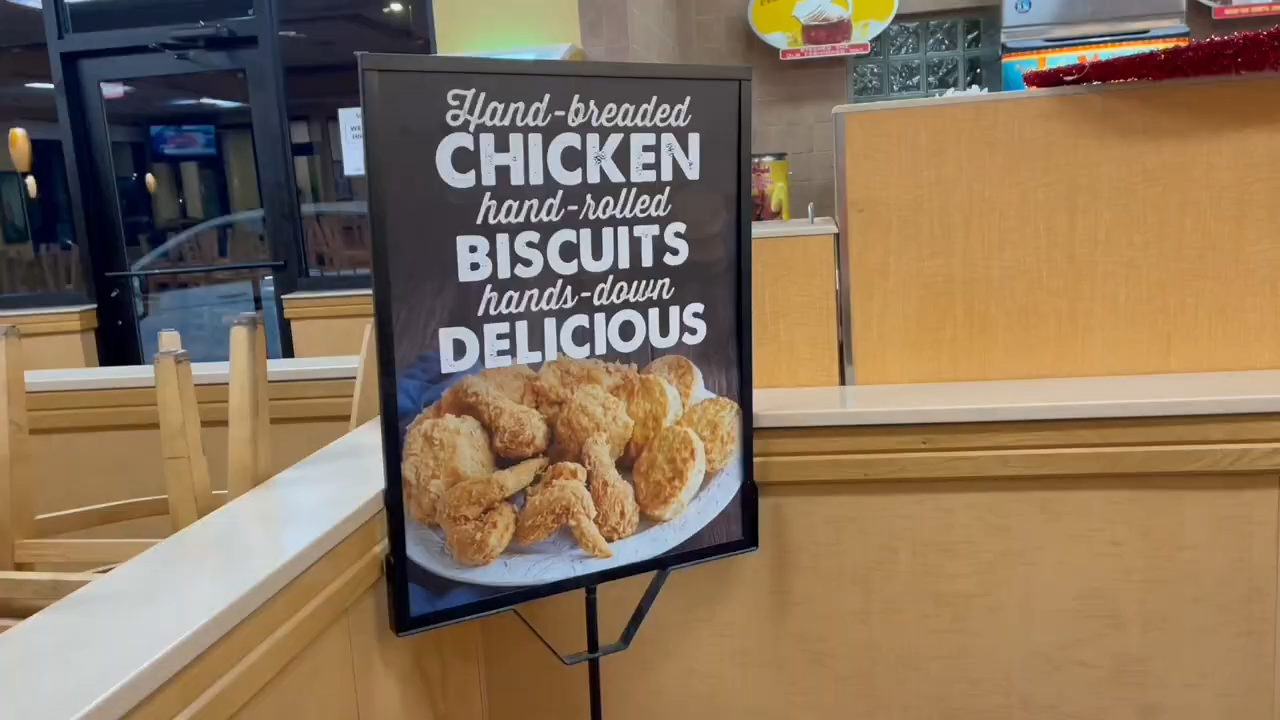 Hand-breaded
CHICKEN
hand-rolled
BISCUITS
hands-down
DELICIOUS